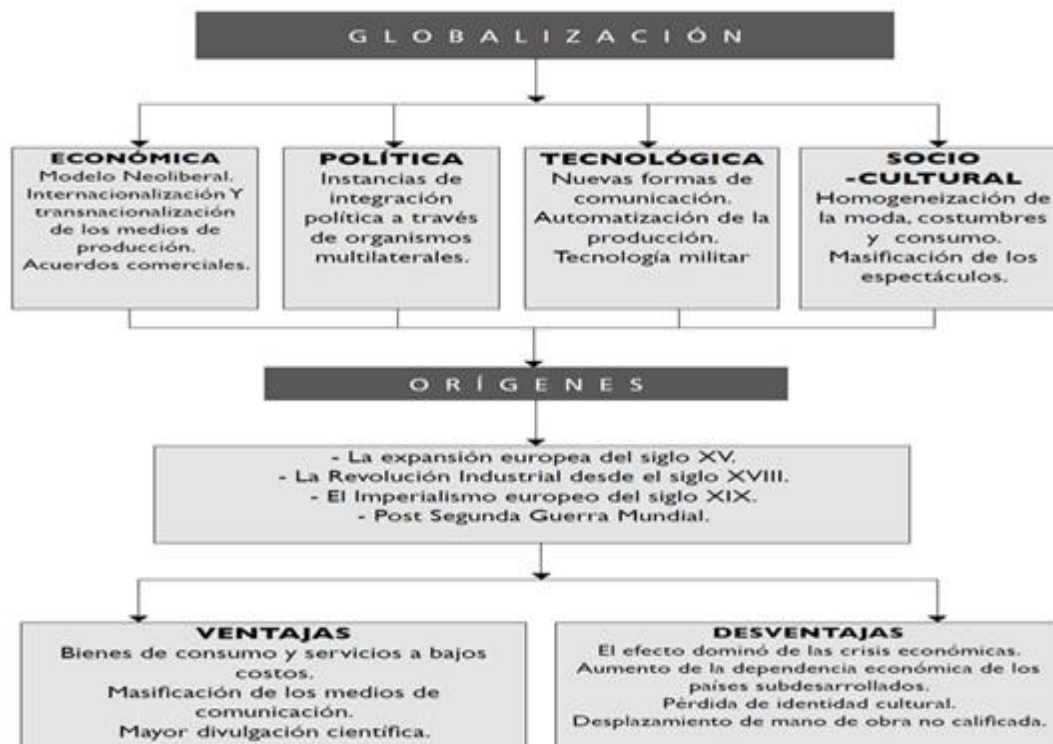 GLOBALIZACIÓN
ECONÓMICA
Modelo Neoliberal.
Internacionalización Y
transnacionalización
de los medios de
producción.
Acuerdos comerciales.
POLÍTICA
Instancias de
integración
política a través
de organismos
multilaterales.
TECNOLÓGICA
Nuevas formas de
comunicación.
Automatización de la
producción.
Tecnología militar
SOCIO
-CULTURAL
Homogeneización de
la moda, costumbres
y consumo.
Masificación de los
espectáculos.
ORÍGENES
- La expansión europea del siglo XV.
- La Revolución Industrial desde el siglo XVIII.
- El Imperialismo europeo del siglo XIX.
- Post Segunda Guerra Mundial.
VENTAJAS
Bienes de consumo y servicios a bajos
costos.
Masificación de los medios de
comunicación.
Mayor divulgación científica.
DESVENTAJAS
El efecto dominó de las crisis económicas.
Aumento de la dependencia económica de los
países subdesarrollados.
Pérdida de identidad cultural.
Desplazamiento de mano de obra no calificada.